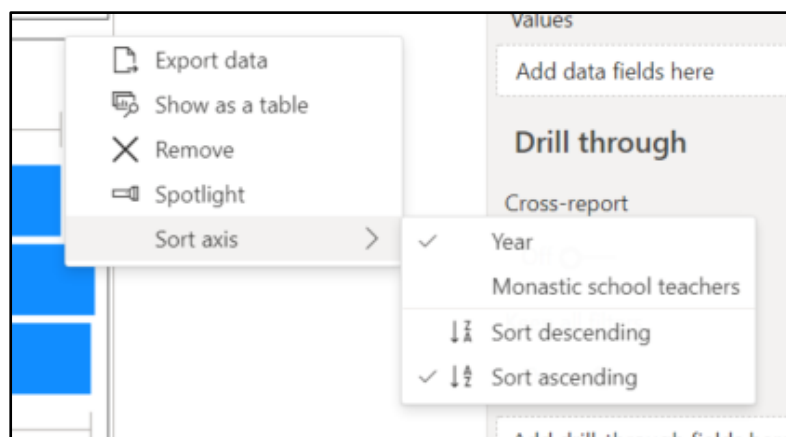 Values
Add data fields here
Export data
Show as a table
Remove
Spotlight
Sort axis
Drill through
Cross-report
Year
Monastic school teachers
Sort descending
Sort ascending